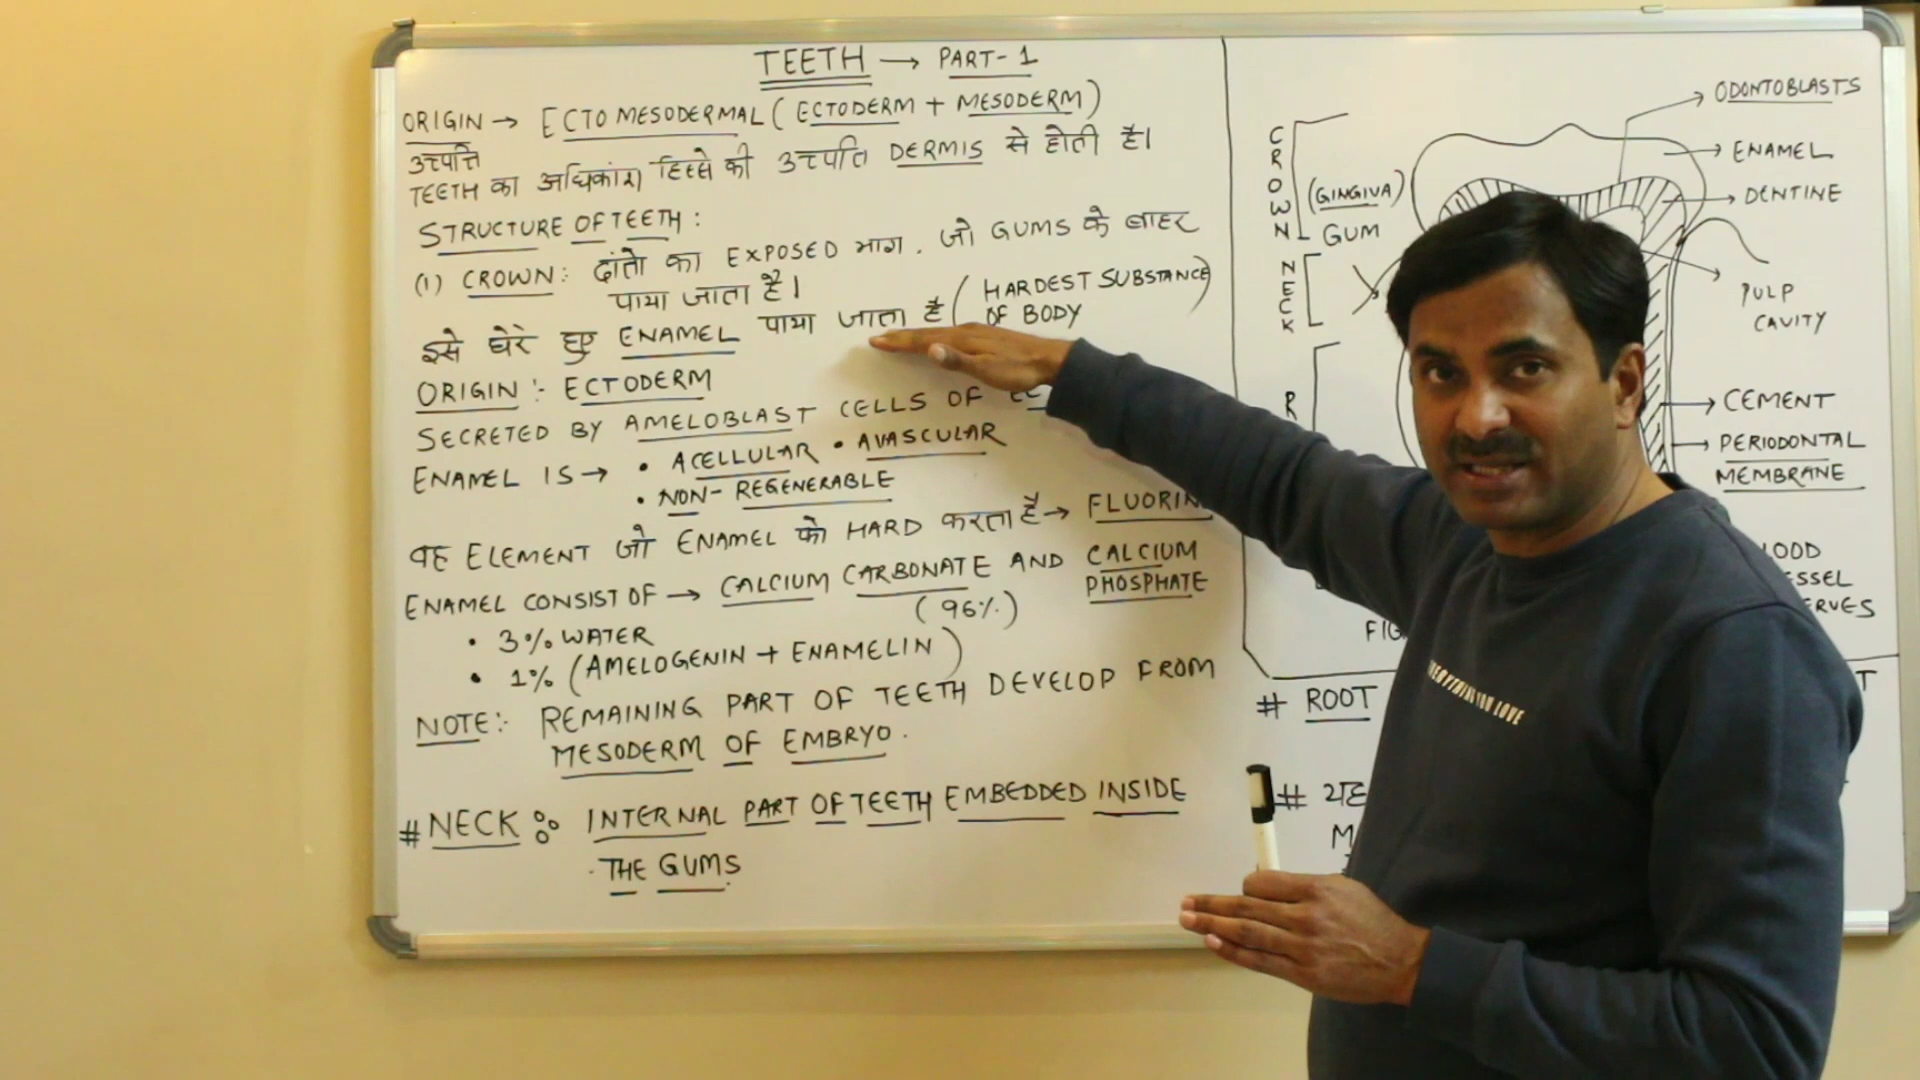 TEETH → PART-1
ORIGIN → ECTO MESODERMAL (ECTODERM + MESODERM)
उत्पत्ति
TEETH का अधिकांश हिस्से की उत्पत्ति DERMIS से होती है।
STRUCTURE OF TEETH:
(1) CROWN: दांतो का EXPOSED भाग. जो GUMS के बाहर
पाया जाता है।
इसे घेरे हुए ENAMEL पाया जाता है (HARDEST SUBSTANCE
OF BODY)
ORIGIN :- ECTODERM
SECRETED BY AMELOBLAST CELLS OF
ENAMEL IS → • ACELLULAR • AVASCULAR
• NON-REGENERABLE
वह ELEMENT जो ENAMEL को HARD करता है → FLUORIN
ENAMEL CONSIST OF → CALCIUM CARBONATE AND CALCIUM
PHOSPHATE
(96%)
• 3% WATER
• 1% (AMELOGENIN + ENAMELIN)
NOTE:- REMAINING PART OF TEETH DEVELOP FROM
MESODERM OF EMBRYO.
# NECK : INTERNAL PART OF TEETH EMBEDDED INSIDE
THE GUMS
ODONTOBLASTS
ENAMEL
DENTINE
CROWN
(GINGIVA)
GUM
NECK
PULP
CAVITY
R
CEMENT
PERIODONTAL
MEMBRANE
LOOD
SSEL
ERVES
FIG
# ROOT
T
# यह
M